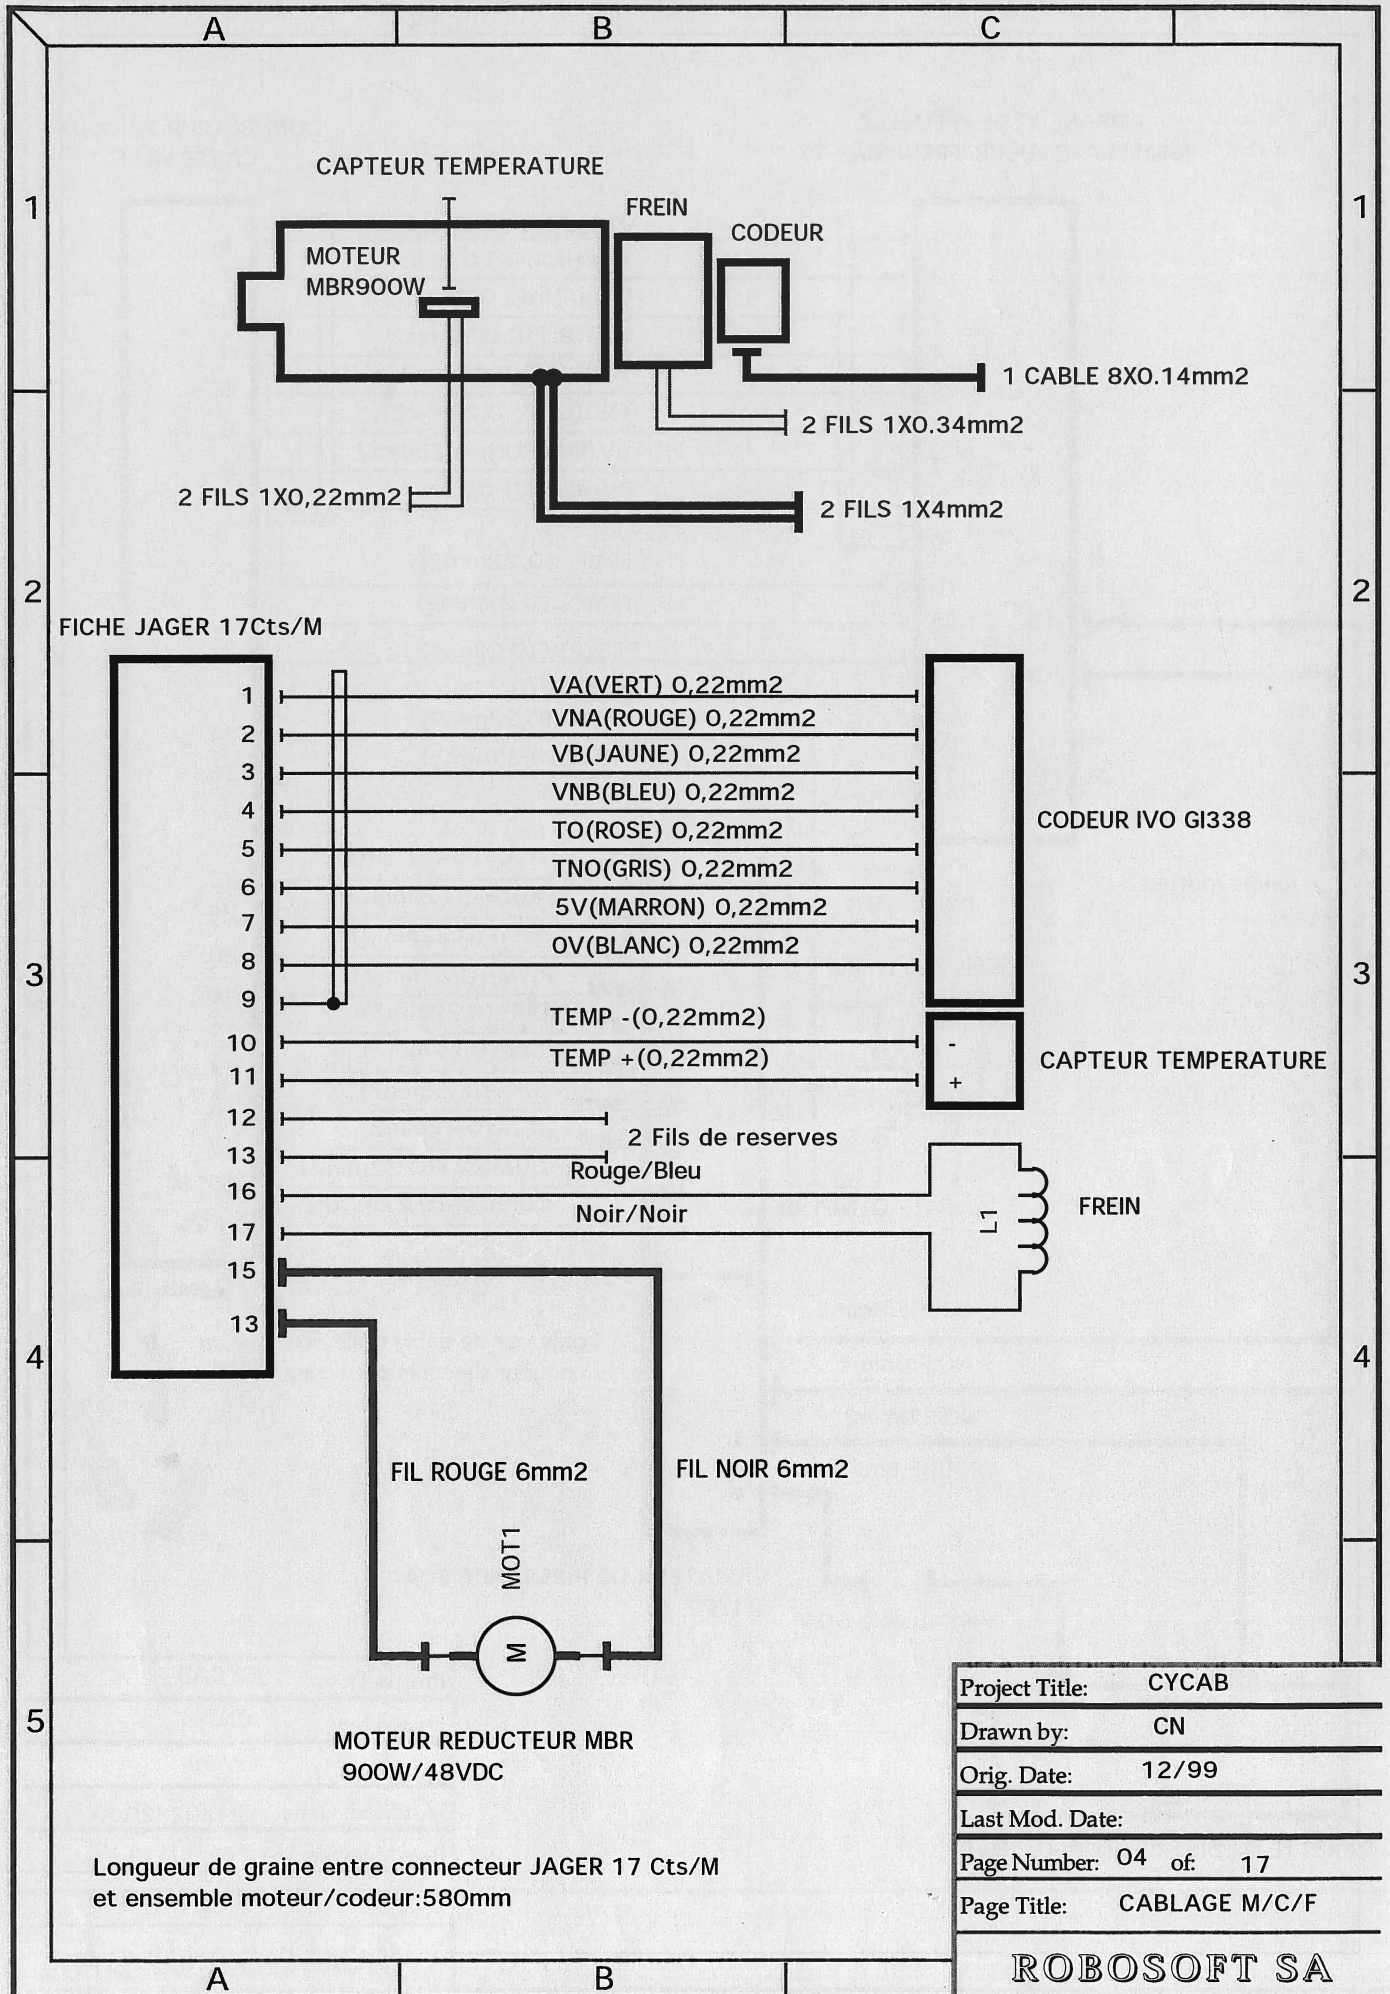 A
B
C
1
1
CAPTEUR TEMPERATURE
FREIN
CODEUR
MOTEUR
MBR900W
1 CABLE 8X0.14mm2
2 FILS 1X0.34mm2
2 FILS 1X0,22mm2
2 FILS 1X4mm2
2
2
FICHE JAGER 17Cts/M
1 VA(VERT) 0,22mm2
2 VNA(ROUGE) 0,22mm2
3 VB(JAUNE) 0,22mm2
4 VNB(BLEU) 0,22mm2
CODEUR IVO GI338
5 TO(ROSE) 0,22mm2
6 TNO(GRIS) 0,22mm2
7 5V(MARRON) 0,22mm2
8 0V(BLANC) 0,22mm2
3
3
9
10 TEMP -(0,22mm2) -
CAPTEUR TEMPERATURE
11 TEMP +(0,22mm2) +
12
2 Fils de reserves
13
16 Rouge/Bleu
17 Noir/Noir
L1
FREIN
15
13
4
4
FIL ROUGE 6mm2
FIL NOIR 6mm2
MOT1
M
5
MOTEUR REDUCTEUR MBR
900W/48VDC
Longueur de graine entre connecteur JAGER 17 Cts/M
et ensemble moteur/codeur:580mm
Project Title: CYCAB
Drawn by: CN
Orig. Date: 12/99
Last Mod. Date:
Page Number: 04 of: 17
Page Title: CABLAGE M/C/F
ROBOSOFT SA
A
B